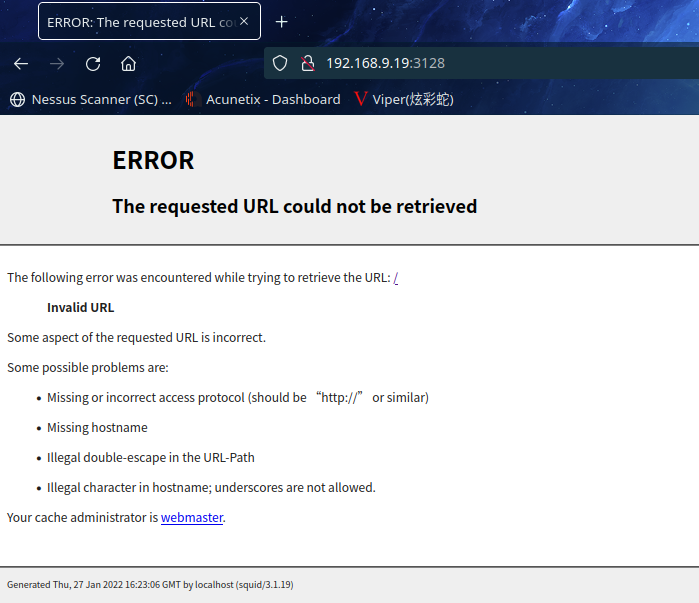 ERROR: The requested URL co
192.168.9.19:3128
Nessus Scanner (SC) ... Acunetix - Dashboard Viper(炫彩蛇)
ERROR
The requested URL could not be retrieved
The following error was encountered while trying to retrieve the URL: /
Invalid URL
Some aspect of the requested URL is incorrect.
Some possible problems are:
• Missing or incorrect access protocol (should be “http://” or similar)
• Missing hostname
• Illegal double-escape in the URL-Path
• Illegal character in hostname; underscores are not allowed.
Your cache administrator is webmaster.
Generated Thu, 27 Jan 2022 16:23:06 GMT by localhost (squid/3.1.19)